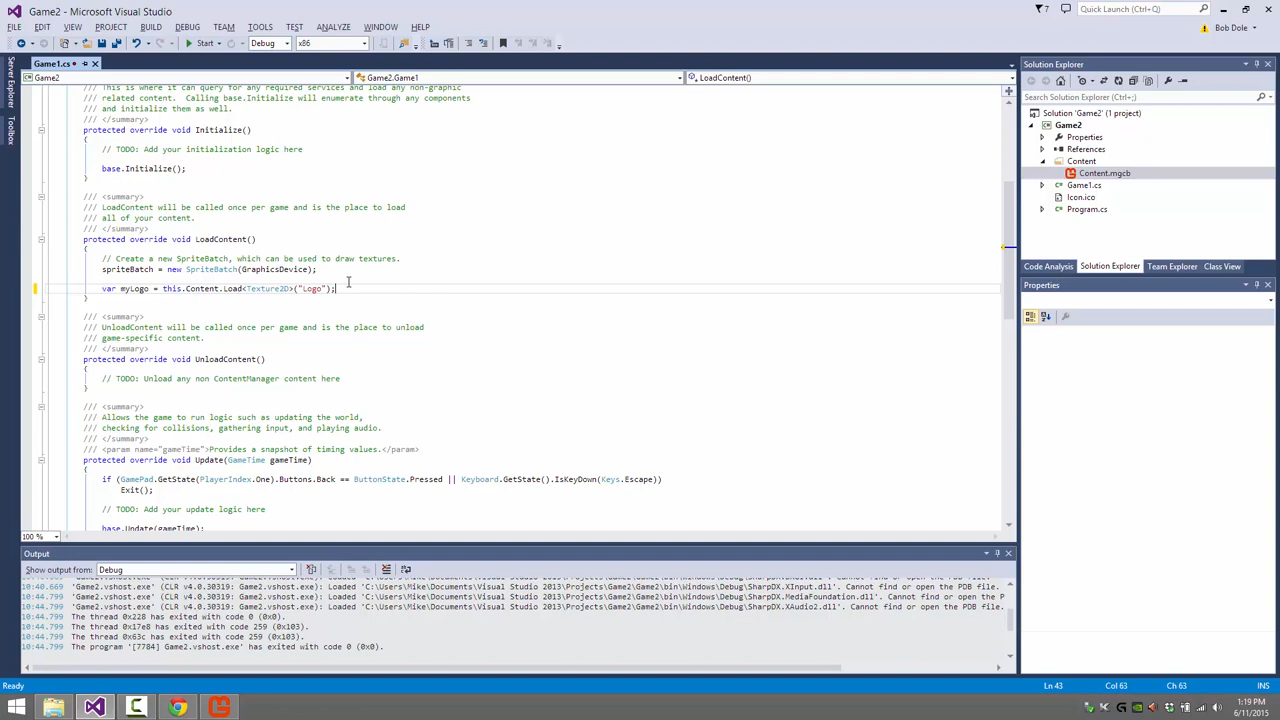 Game2 - Microsoft Visual Studio
7
Quick Launch (Ctrl+Q)
FILE EDIT VIEW PROJECT BUILD DEBUG TEAM TOOLS TEST ANALYZE WINDOW HELP
Bob Dole
Start Debug x86
Server Explorer
Toolbox
Game1.cs
Game2 Game2.Game1 LoadContent()
/// This is where it can query for any required services and load any non-graphic
/// related content.  Calling base.Initialize will enumerate through any components
/// and initialize them as well.
/// </summary>
protected override void Initialize()
{
// TODO: Add your initialization logic here
base.Initialize();
}
/// <summary>
/// LoadContent will be called once per game and is the place to load
/// all of your content.
/// </summary>
protected override void LoadContent()
{
// Create a new SpriteBatch, which can be used to draw textures.
spriteBatch = new SpriteBatch(GraphicsDevice);
var myLogo = this.Content.Load<Texture2D>("Logo");
}
/// <summary>
/// UnloadContent will be called once per game and is the place to unload
/// game-specific content.
/// </summary>
protected override void UnloadContent()
{
// TODO: Unload any non ContentManager content here
}
/// <summary>
/// Allows the game to run logic such as updating the world,
/// checking for collisions, gathering input, and playing audio.
/// </summary>
/// <param name="gameTime">Provides a snapshot of timing values.</param>
protected override void Update(GameTime gameTime)
{
if (GamePad.GetState(PlayerIndex.One).Buttons.Back == ButtonState.Pressed || Keyboard.GetState().IsKeyDown(Keys.Escape))
Exit();
// TODO: Add your update logic here
base.Update(gameTime);
100 %
Solution Explorer
Search Solution Explorer (Ctrl+;)
Solution 'Game2' (1 project)
Game2
Properties
References
Content
Content.mgcb
Game1.cs
Icon.ico
Program.cs
Code Analysis Solution Explorer Team Explorer Class View
Properties
Output
Show output from: Debug
10:40.669 'Game2.vshost.exe' (CLR v4.0.30319: Game2.vshost.exe): Loaded 'C:\Users\Mike\Documents\Visual Studio 2013\Projects\Game2\Game2\bin\Windows\Debug\SharpDX.XInput.dll'. Cannot find or open the PDB file.
'Game2.vshost.exe' (CLR v4.0.30319: Game2.vshost.exe): Loaded 'C:\Users\Mike\Documents\Visual Studio 2013\Projects\Game2\Game2\bin\Windows\Debug\SharpDX.MediaFoundation.dll'. Cannot find or open the P
'Game2.vshost.exe' (CLR v4.0.30319: Game2.vshost.exe): Loaded 'C:\Users\Mike\Documents\Visual Studio 2013\Projects\Game2\Game2\bin\Windows\Debug\SharpDX.XAudio2.dll'. Cannot find or open the PDB file.
10:44.799 The thread 0x228 has exited with code 0 (0x0).
10:44.799 The thread 0x17e8 has exited with code 259 (0x103).
10:44.799 The thread 0x63c has exited with code 259 (0x103).
10:44.799 The program '[7784] Game2.vshost.exe' has exited with code 0 (0x0).
Ready Ln 43 Col 63 Ch 63 INS
1:19 PM
6/11/2015